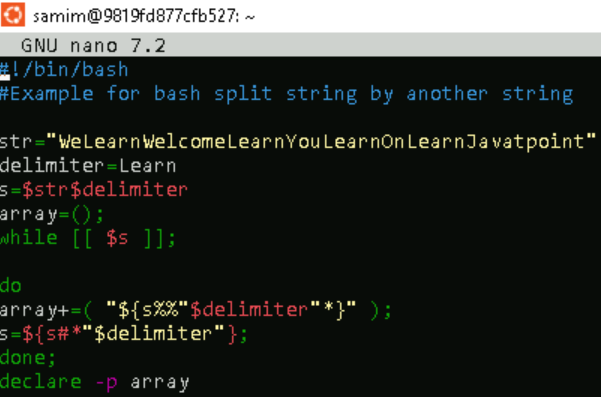 samim@9819fd877cfb527: ~
GNU nano 7.2
#!/bin/bash
#Example for bash split string by another string
str="WeLearnWelcomeLearnYouLearnOnLearnJavatpoint"
delimiter=Learn
s=$str$delimiter
array=();
while [[ $s ]];
do
array+=( "${s%%"$delimiter"*}" );
s=${s#*"$delimiter"};
done;
declare -p array